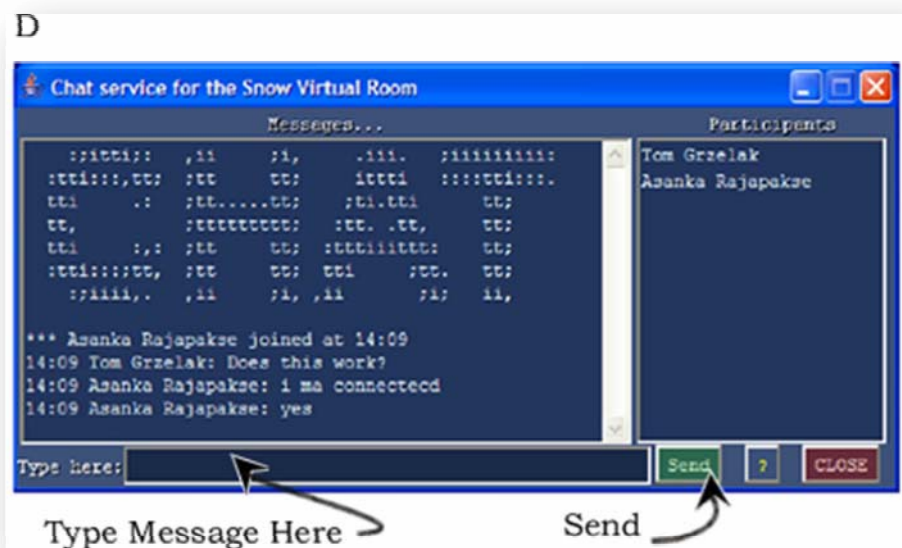 D
Chat service for the Snow Virtual Room
Messages... Participants
Tom Grzelak
Asanka Rajapakse
*** Asanka Rajapakse joined at 14:09
14:09 Tom Grzelak: Does this work?
14:09 Asanka Rajapakse: i ma connectecd
14:09 Asanka Rajapakse: yes
Type here: Send ? CLOSE
Type Message Here Send